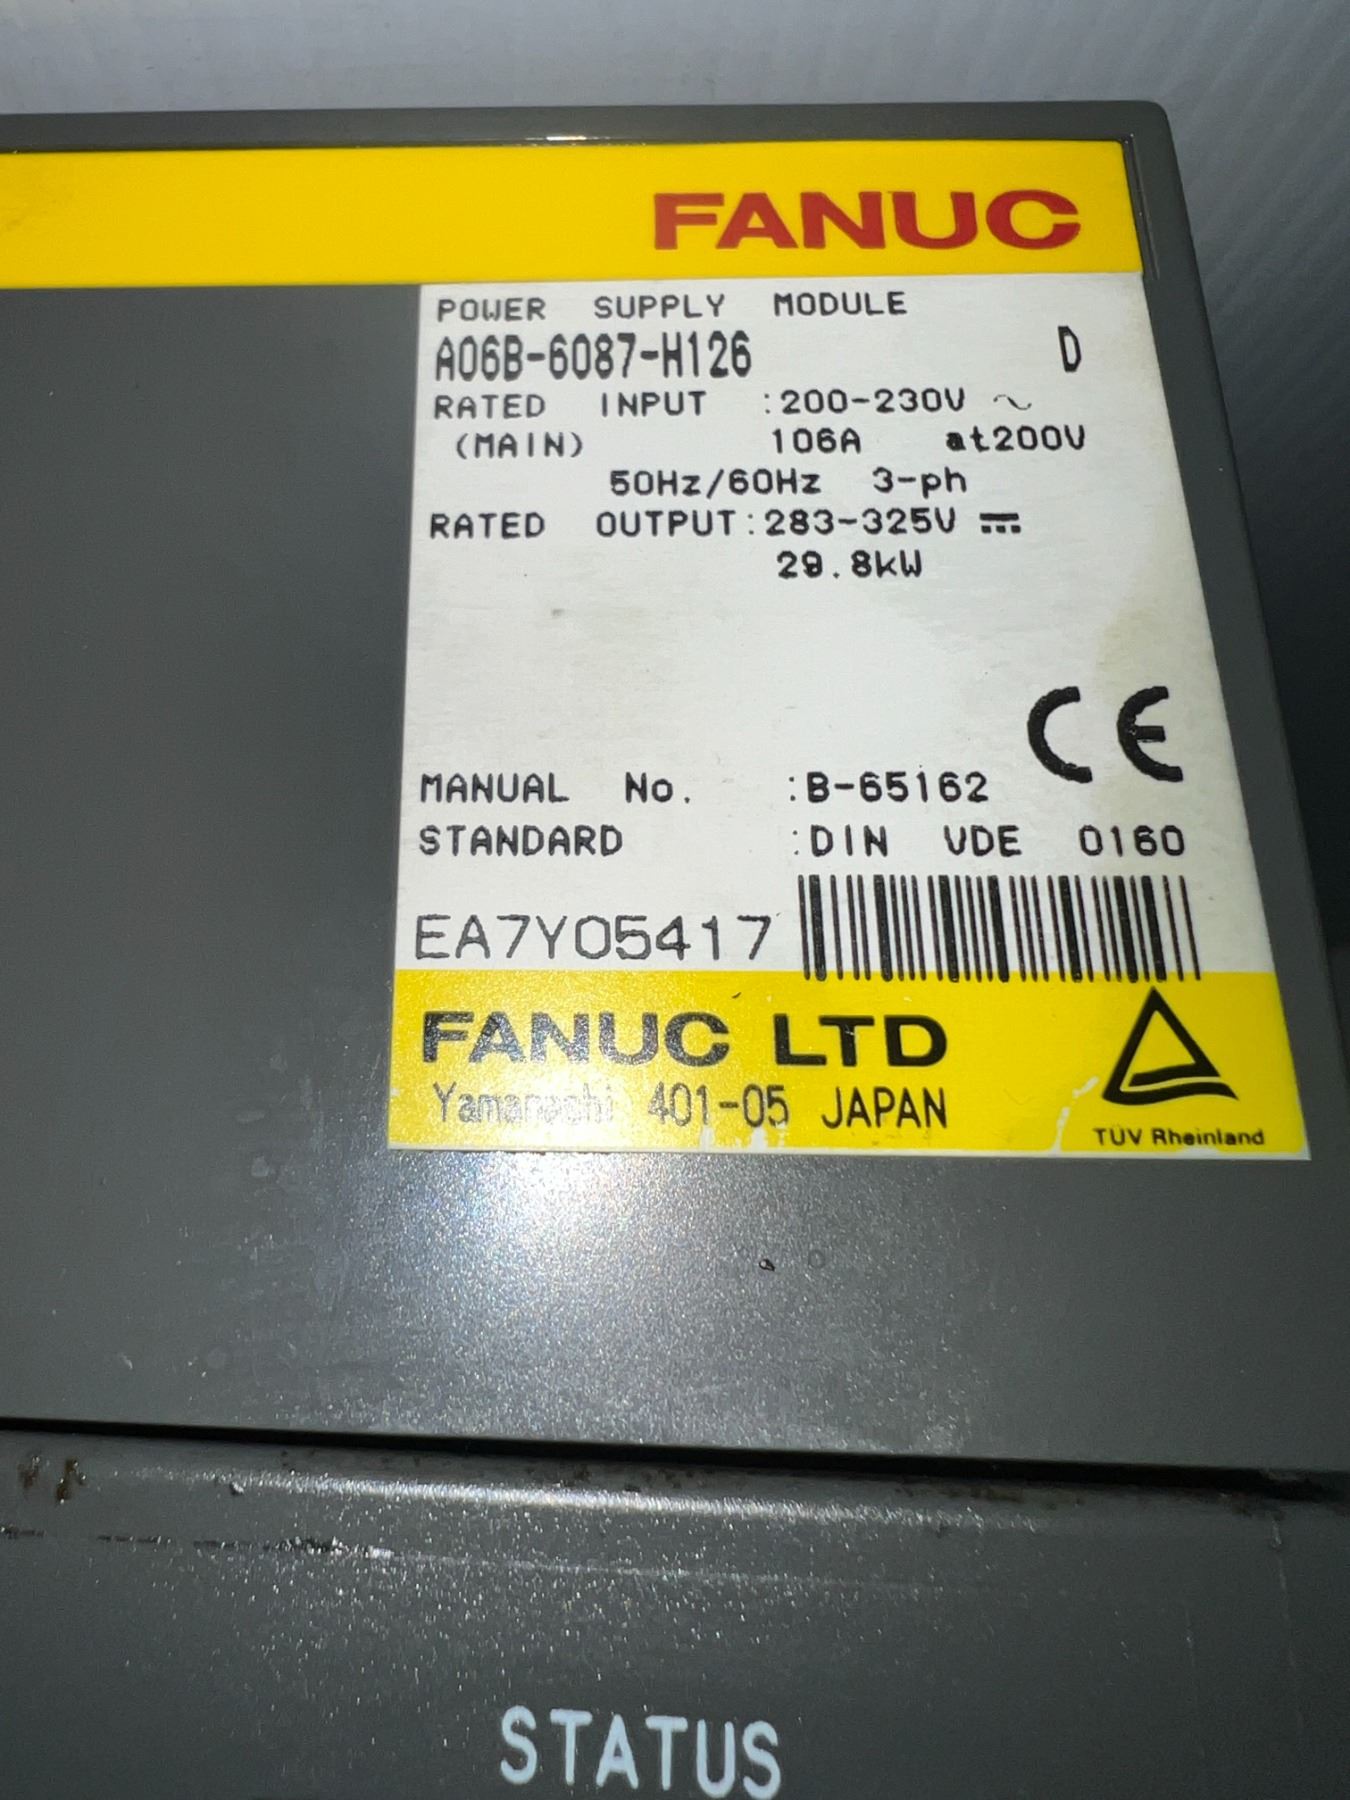 FANUC
POWER SUPPLY MODULE
A06B-6087-H126 D
RATED INPUT :200-230V ~
(MAIN) 106A at200V
50Hz/60Hz 3-ph
RATED OUTPUT:283-325V ⎓
29.8kW
CE
MANUAL No. :B-65162
STANDARD :DIN VDE 0160
EA7Y05417
FANUC LTD
Yamanashi 401-05 JAPAN
TÜV Rheinland
STATUS